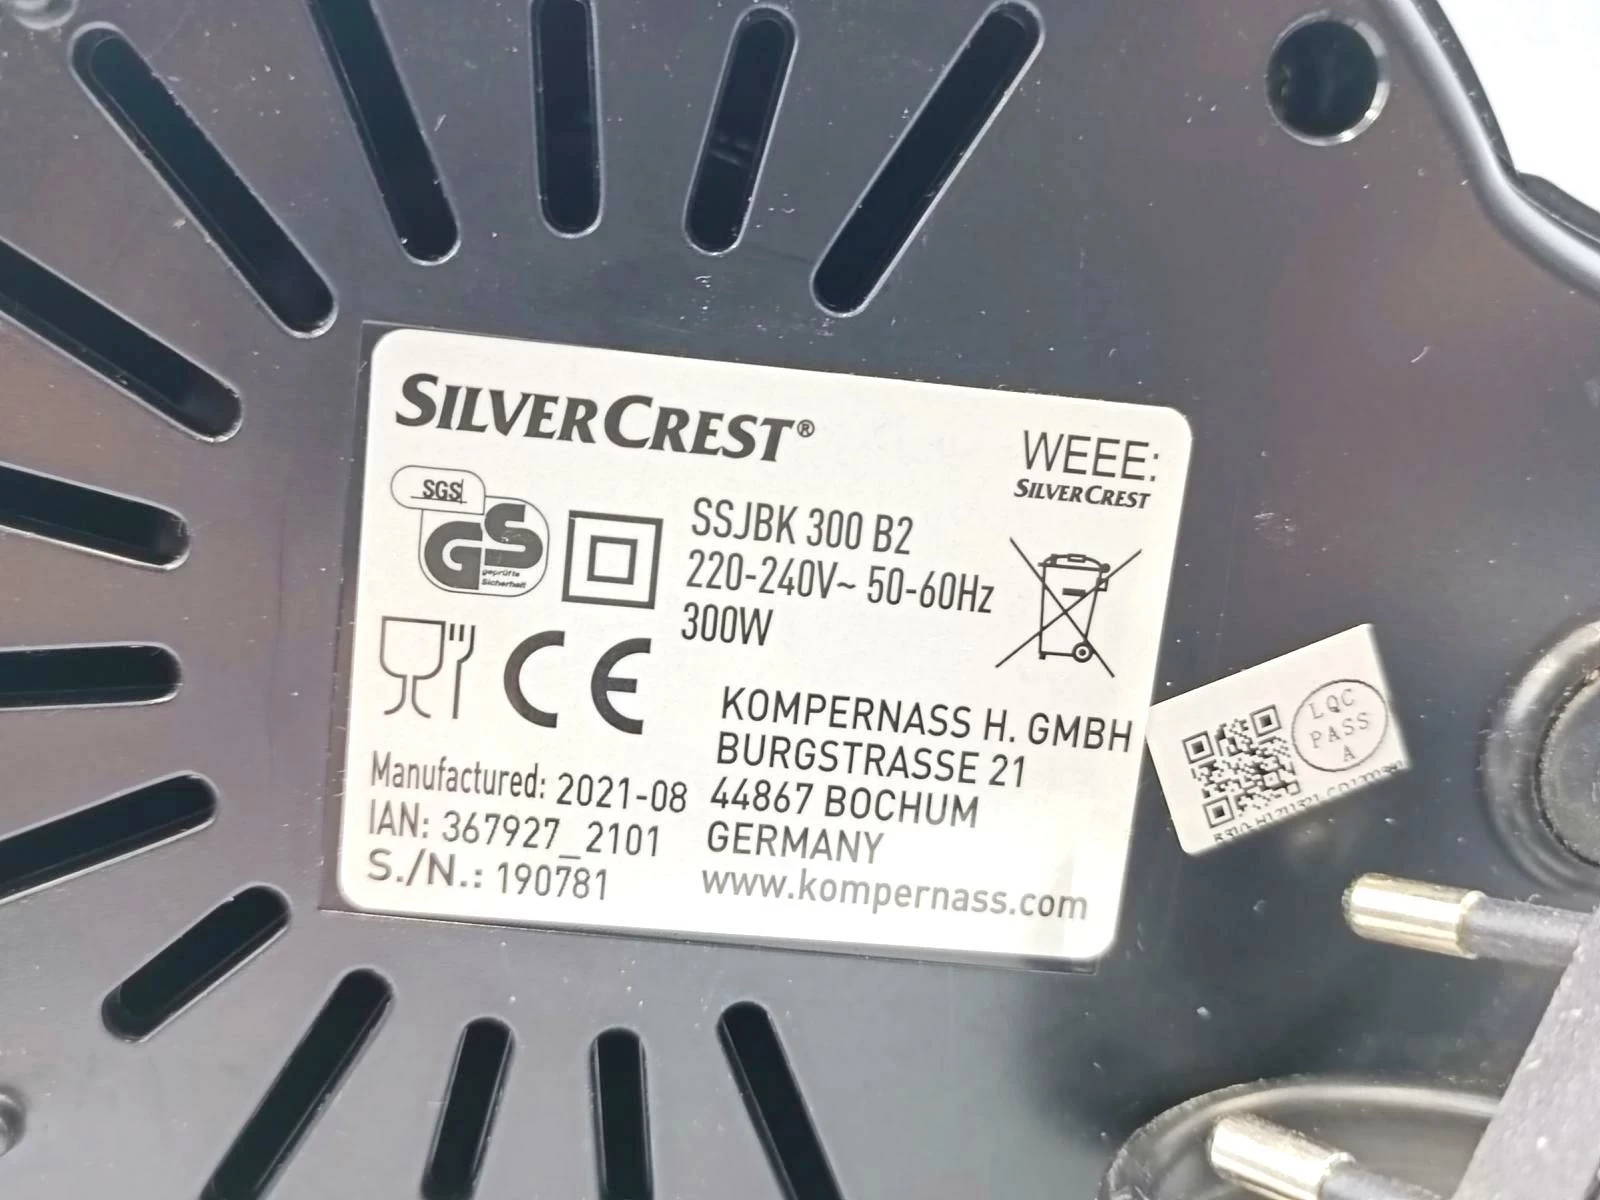 SILVERCREST®
WEEE:
SILVERCREST
SGS
GS
geprüfte
Sicherheit
SSJBK 300 B2
220-240V~ 50-60Hz
300W
CE
KOMPERNASS H. GMBH
BURGSTRASSE 21
44867 BOCHUM
GERMANY
www.kompernass.com
Manufactured: 2021-08
IAN: 367927_2101
S./N.: 190781
LQC
PASS
A